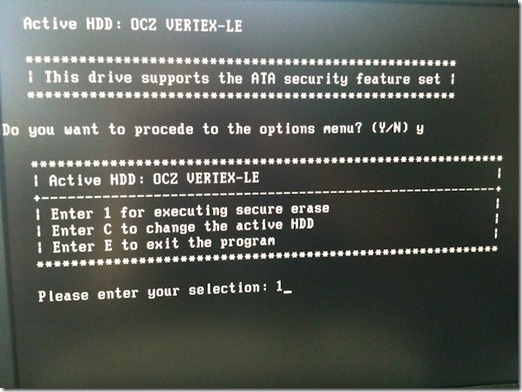 Active HDD: OCZ VERTEX-LE
****************************************************
| This drive supports the ATA security feature set |
****************************************************
Do you want to procede to the options menu? (Y/N) y
********************************************************
| Active HDD: OCZ VERTEX-LE |
+------------------------------------------------------+
| Enter 1 for executing secure erase |
| Enter C to change the active HDD |
| Enter E to exit the program |
********************************************************
Please enter your selection: 1_